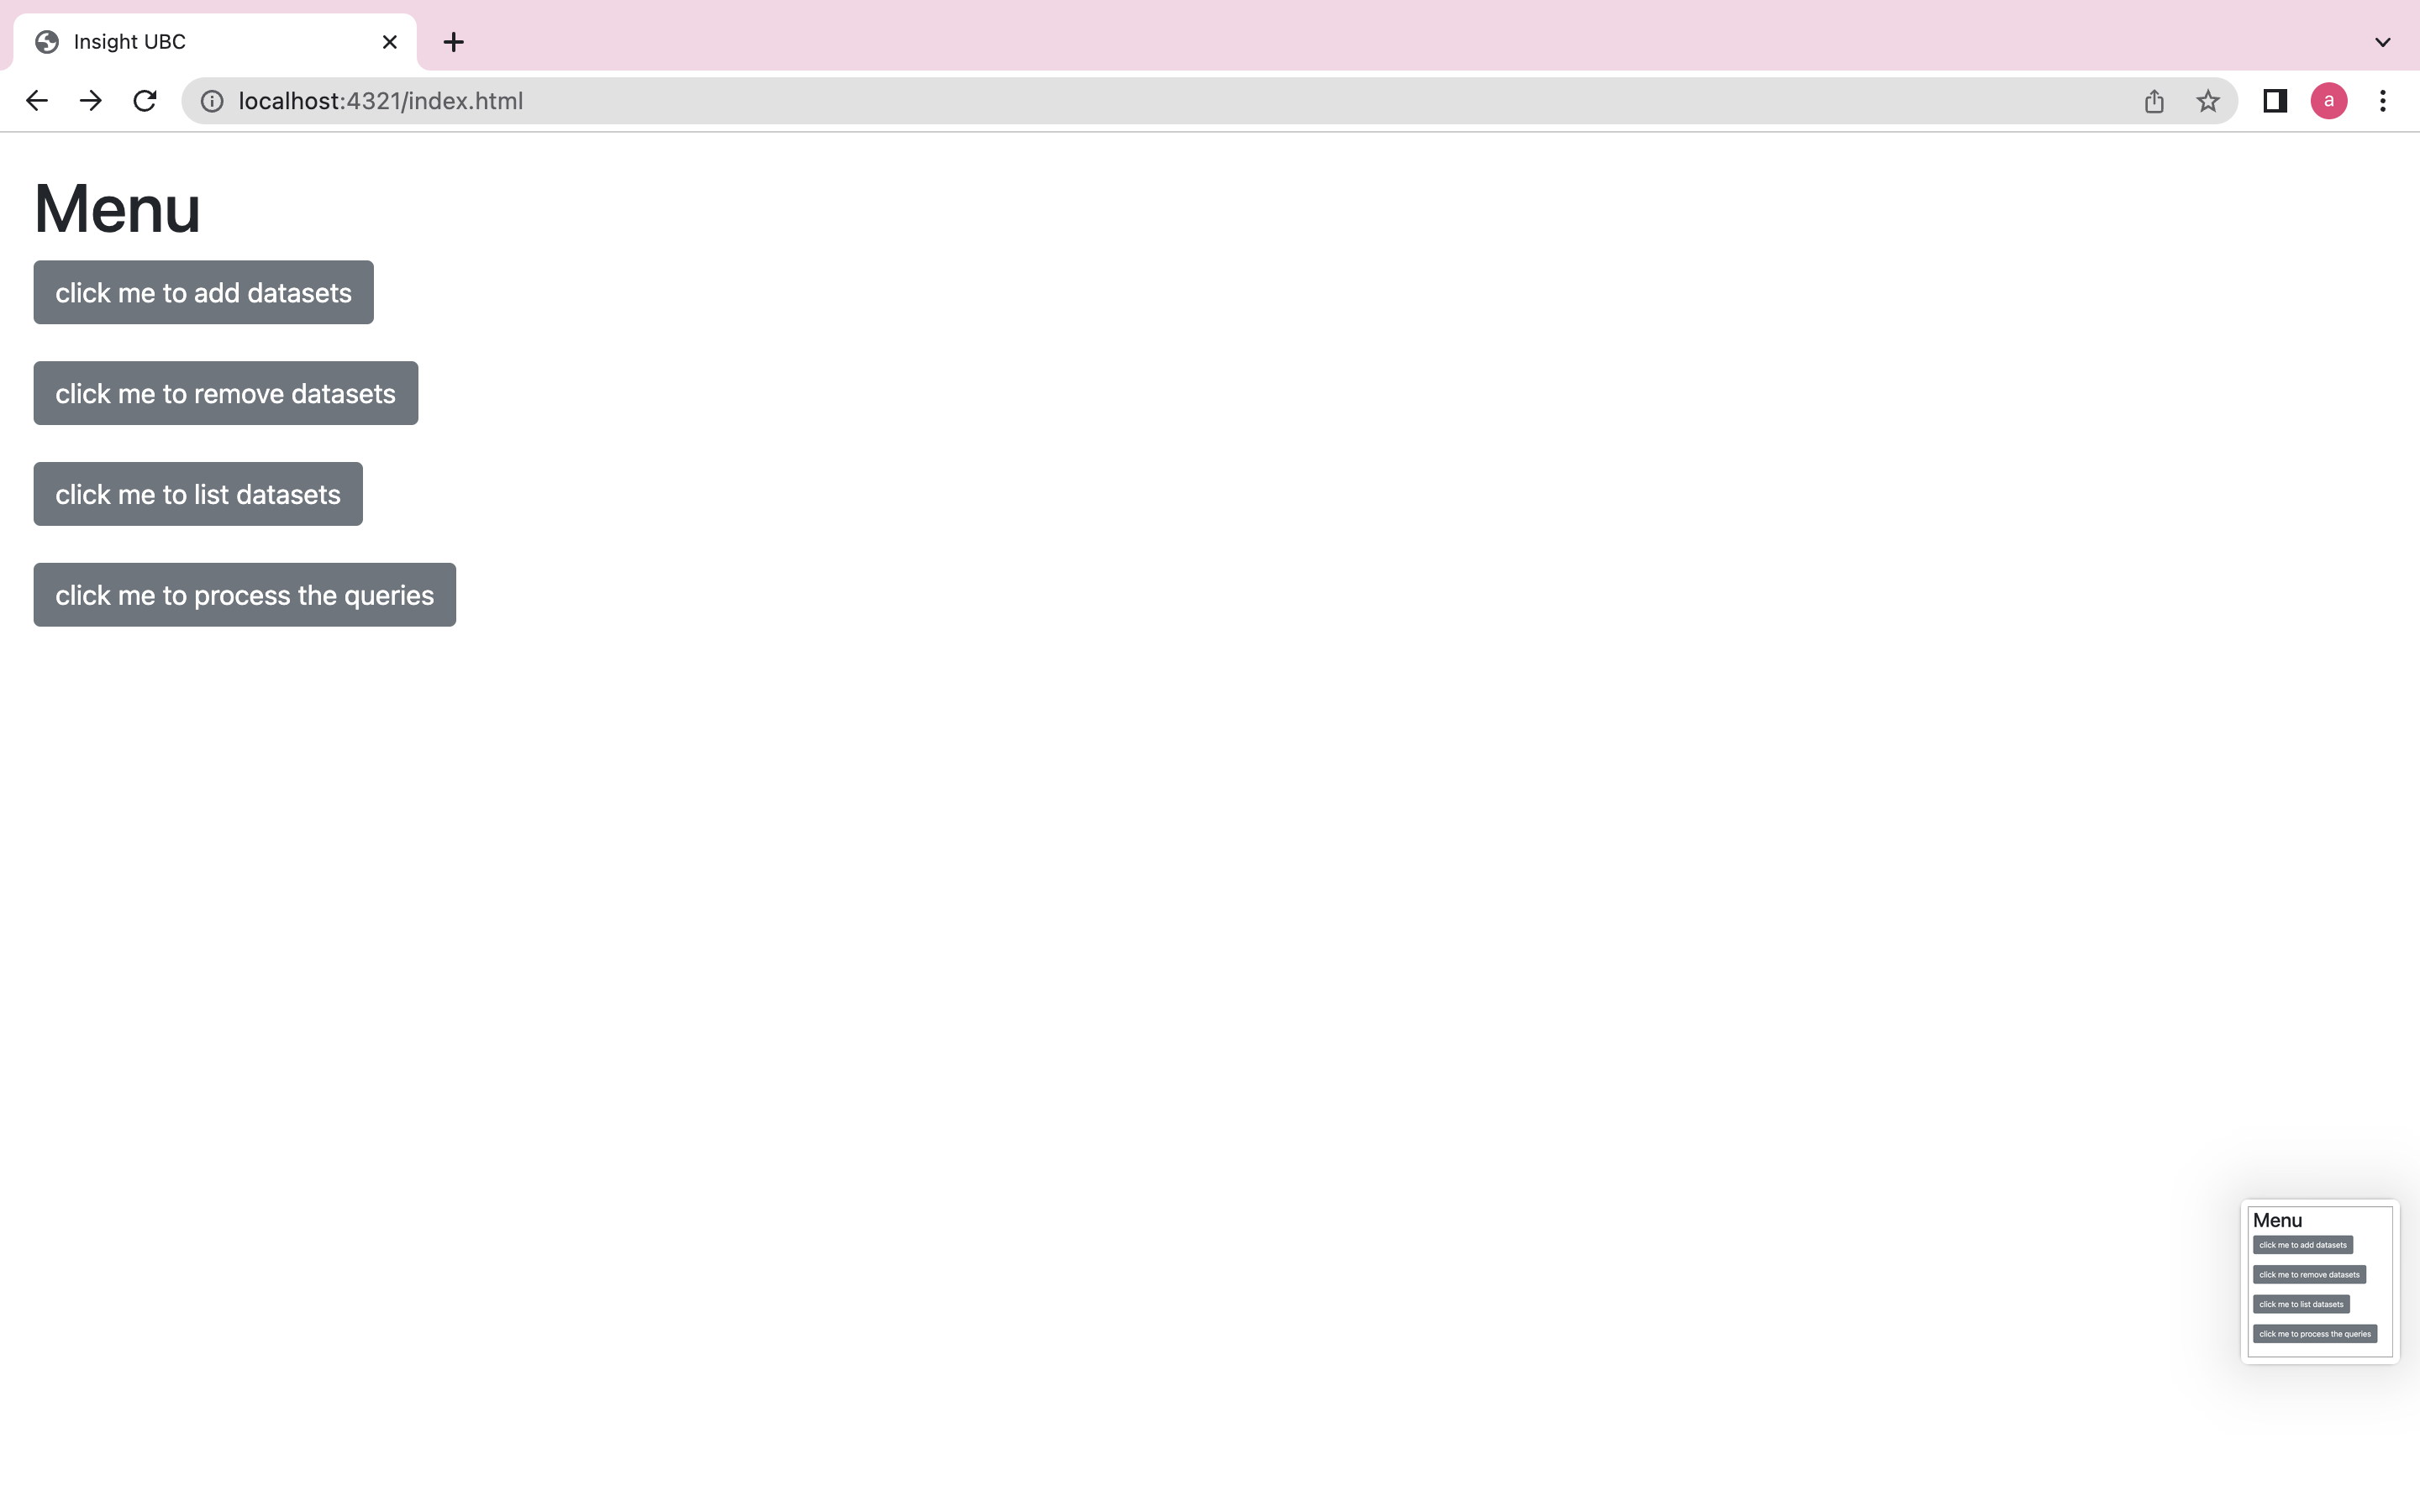 Insight UBC
localhost:4321/index.html
a
Menu
click me to add datasets
click me to remove datasets
click me to list datasets
click me to process the queries
Menu
click me to add datasets
click me to remove datasets
click me to list datasets
click me to process the queries